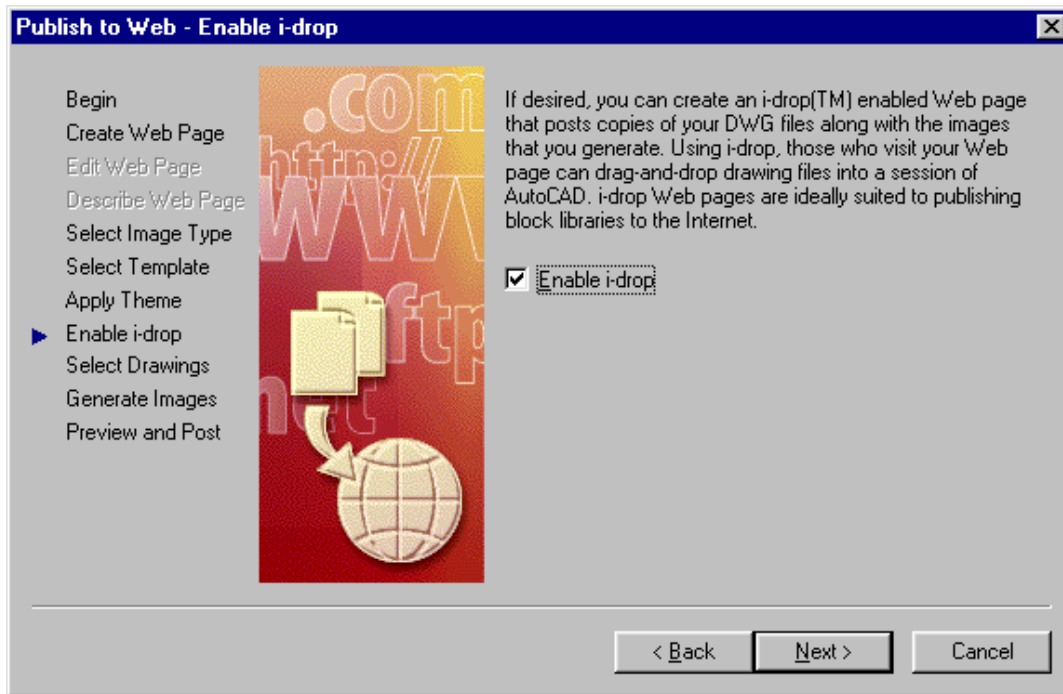 Publish to Web - Enable i-drop
Begin
Create Web Page
Edit Web Page
Describe Web Page
Select Image Type
Select Template
Apply Theme
Enable i-drop
Select Drawings
Generate Images
Preview and Post
.com
http://
www
ftp
net
If desired, you can create an i-drop(TM) enabled Web page
that posts copies of your DWG files along with the images
that you generate. Using i-drop, those who visit your Web
page can drag-and-drop drawing files into a session of
AutoCAD. i-drop Web pages are ideally suited to publishing
block libraries to the Internet.
Enable i-drop
< Back
Next >
Cancel